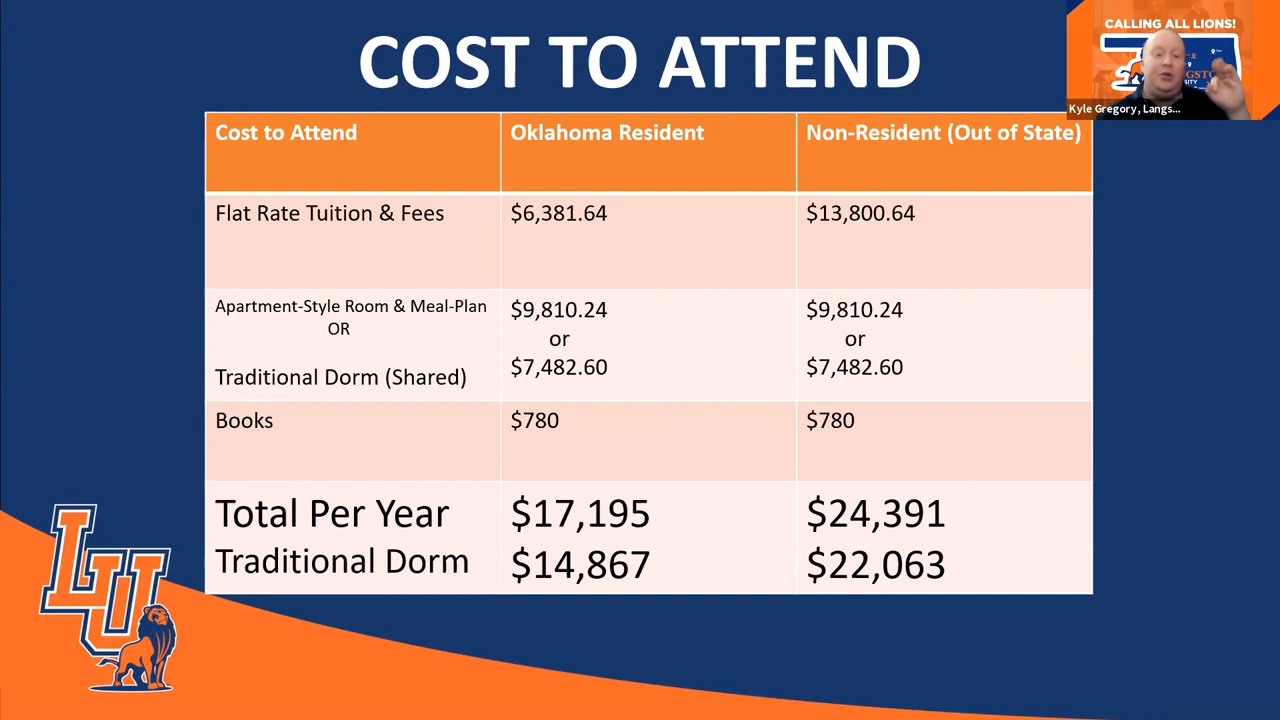 COST TO ATTEND
CALLING ALL LIONS!
Kyle Gregory, Langs...
Cost to Attend
Oklahoma Resident
Non-Resident (Out of State)
Flat Rate Tuition & Fees
$6,381.64
$13,800.64
Apartment-Style Room & Meal-Plan
OR
Traditional Dorm (Shared)
$9,810.24
or
$7,482.60
$9,810.24
or
$7,482.60
Books
$780
$780
Total Per Year
$17,195
$24,391
Traditional Dorm
$14,867
$22,063
LU